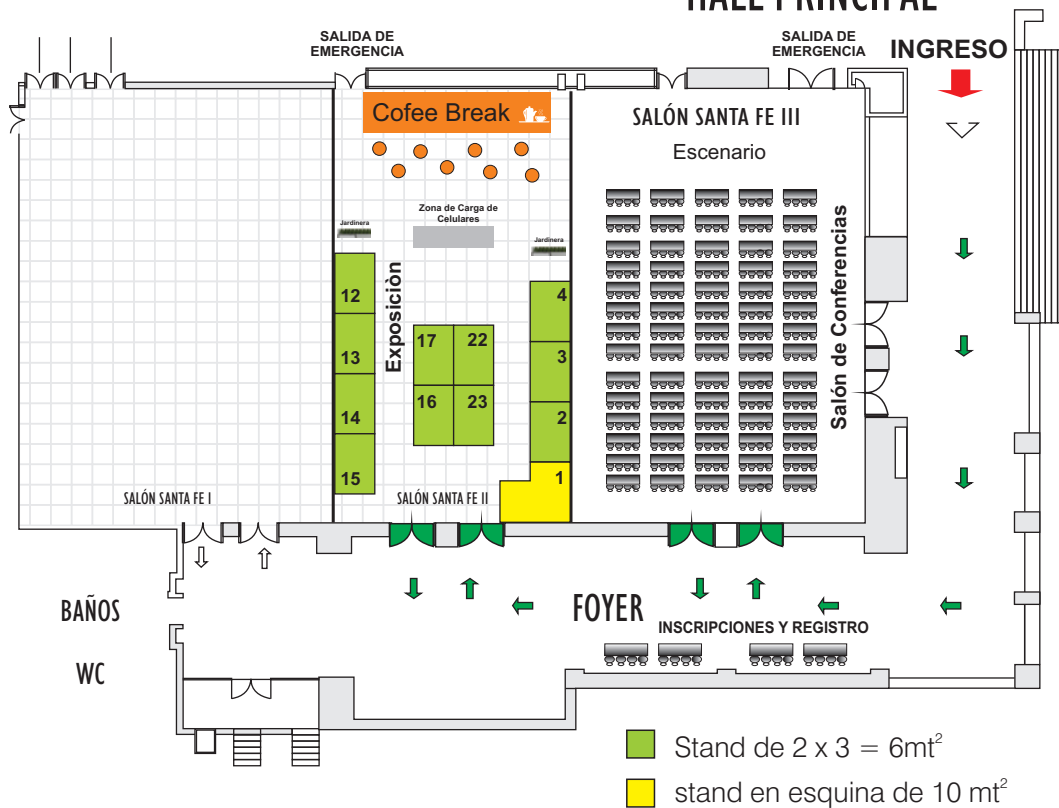 HALL PRINCIPAL
SALIDA DE
EMERGENCIA
SALIDA DE
EMERGENCIA
INGRESO
Cofee Break
SALÓN SANTA FE III
Escenario
Zona de Carga de
Celulares
Jardinera
Jardinera
Exposiciòn
Salón de Conferencias
12
13
14
15
17
22
16
23
4
3
2
1
SALÓN SANTA FE I
SALÓN SANTA FE II
BAÑOS
WC
FOYER
INSCRIPCIONES Y REGISTRO
Stand de 2 x 3 = 6mt²
stand en esquina de 10 mt²